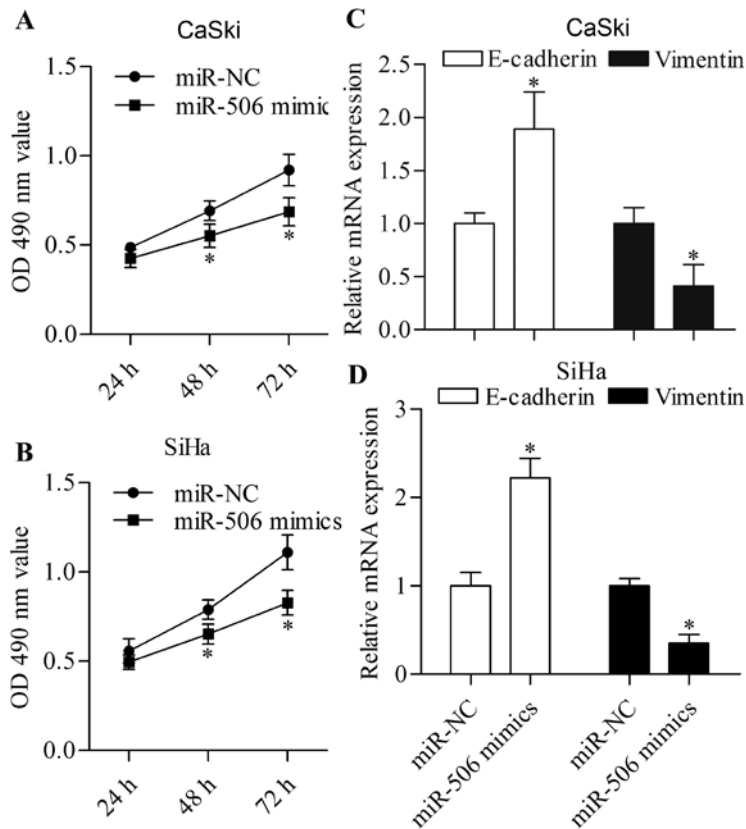 A
CaSki
1.5
1.0
0.5
0.0
OD 490 nm value
miR-NC
miR-506 mimic
*
*
24 h
48 h
72 h
B
SiHa
1.5
1.0
0.5
0.0
OD 490 nm value
miR-NC
miR-506 mimics
*
*
24 h
48 h
72 h
C
CaSki
E-cadherin Vimentin
2.5
2.0
1.5
1.0
0.5
0.0
Relative mRNA expression
*
*
D
SiHa
E-cadherin Vimentin
3
2
1
0
Relative mRNA expression
*
*
miR-NC
miR-506 mimics
miR-NC
miR-506 mimics